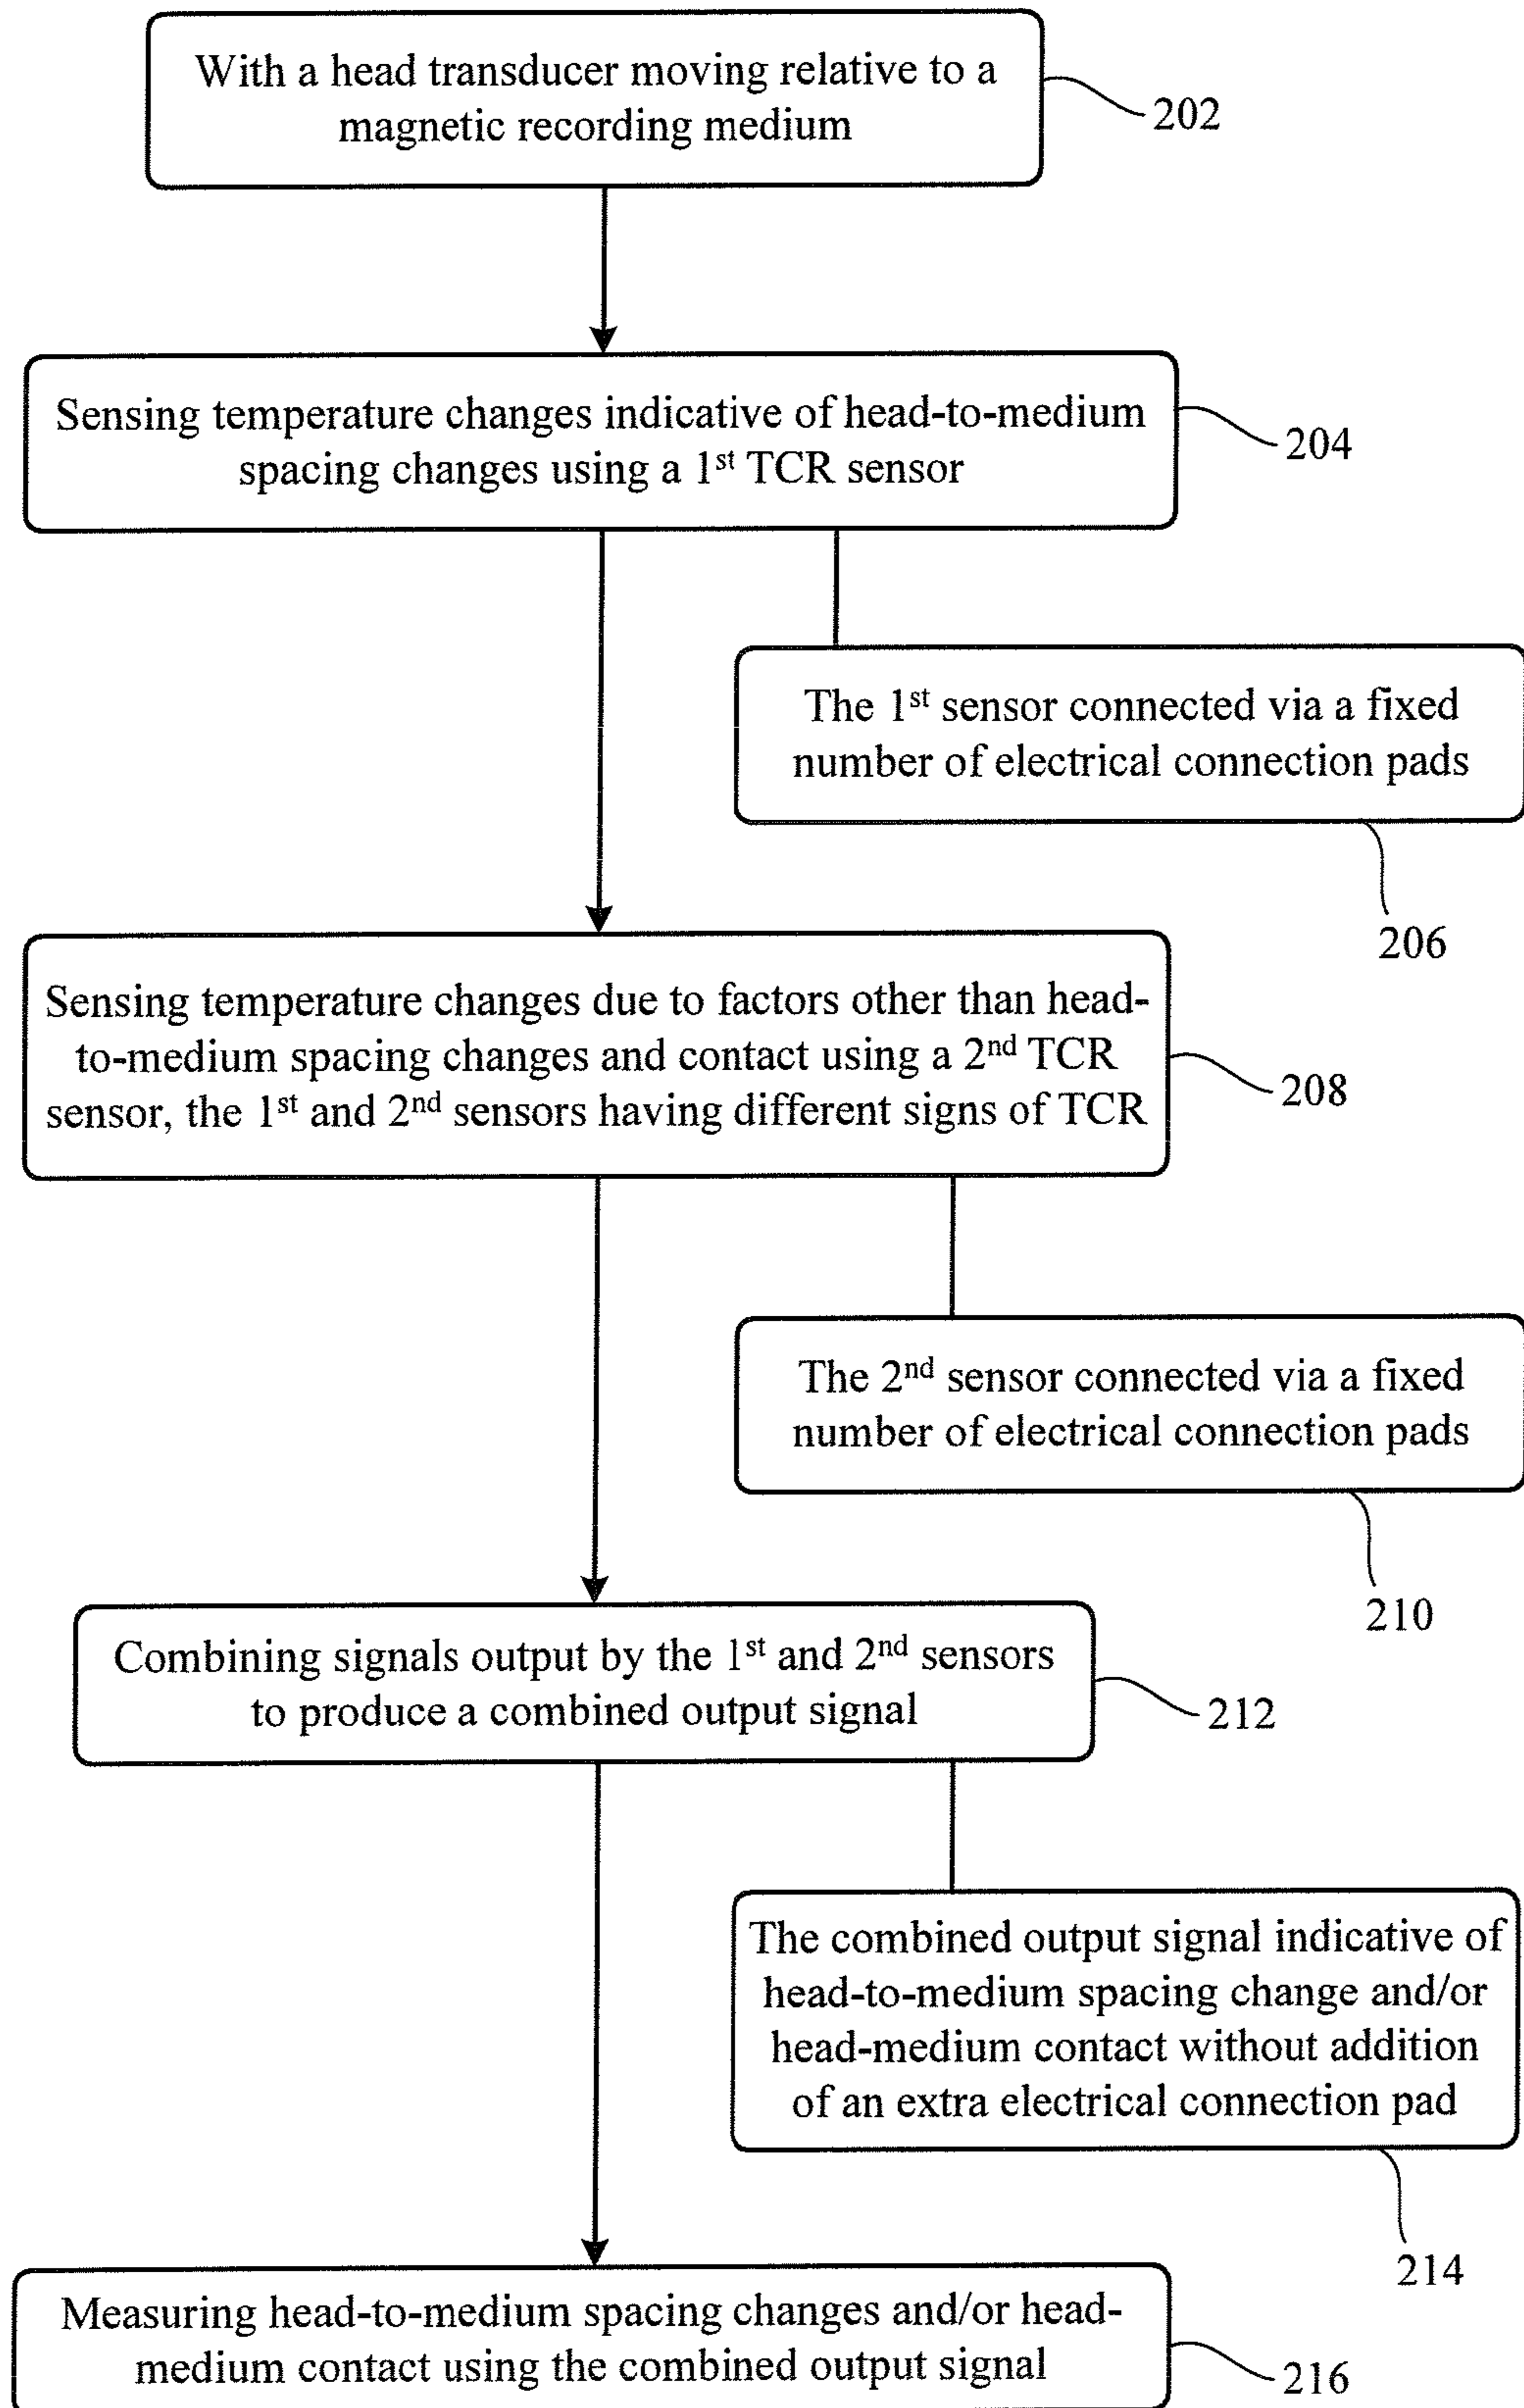 With a head transducer moving relative to a
magnetic recording medium
202
Sensing temperature changes indicative of head-to-medium
spacing changes using a 1st TCR sensor
204
The 1st sensor connected via a fixed
number of electrical connection pads
206
Sensing temperature changes due to factors other than head-
to-medium spacing changes and contact using a 2nd TCR
sensor, the 1st and 2nd sensors having different signs of TCR
208
The 2nd sensor connected via a fixed
number of electrical connection pads
210
Combining signals output by the 1st and 2nd sensors
to produce a combined output signal
212
The combined output signal indicative of
head-to-medium spacing change and/or
head-medium contact without addition
of an extra electrical connection pad
214
Measuring head-to-medium spacing changes and/or head-
medium contact using the combined output signal
216